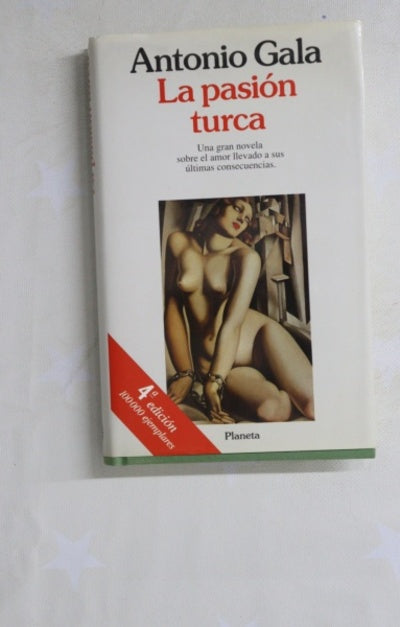 Antonio Gala
La pasión
turca
Una gran novela
sobre el amor llevado a sus
últimas consecuencias.
4ª edición
100.000 ejemplares
Planeta